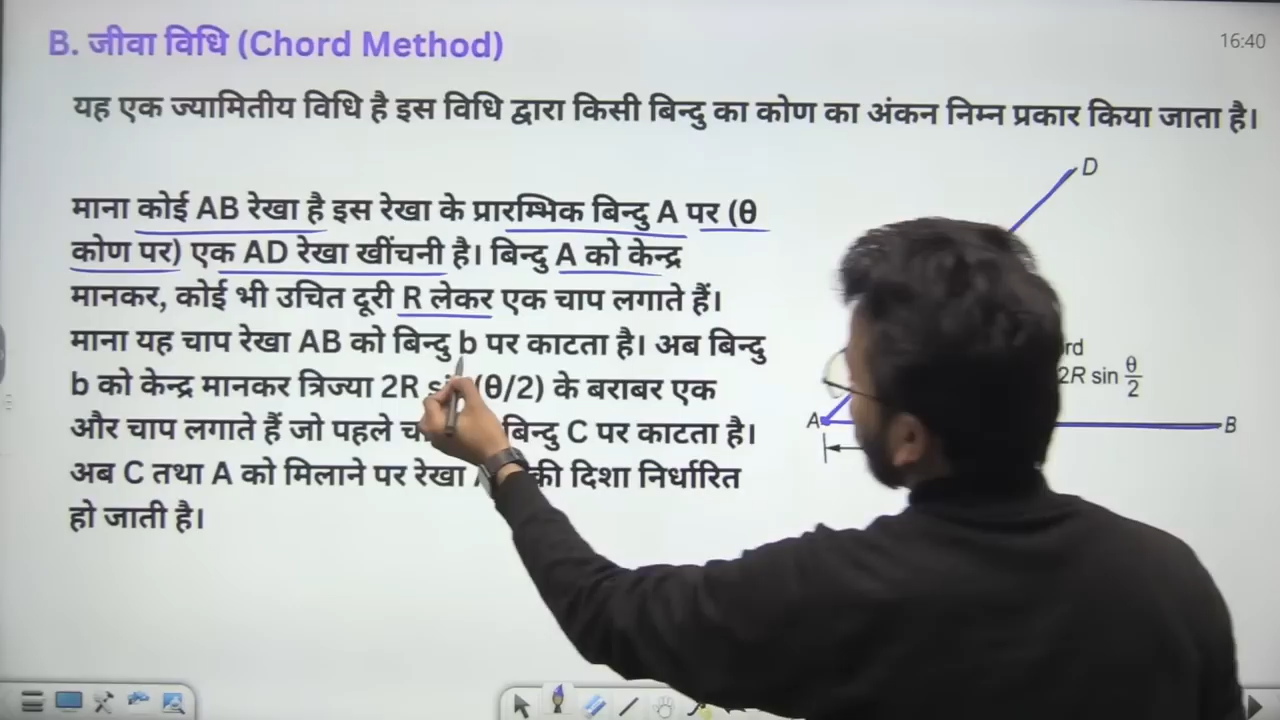 B. जीवा विधि (Chord Method)
16:40
यह एक ज्यामितीय विधि है इस विधि द्वारा किसी बिन्दु का कोण का अंकन निम्न प्रकार किया जाता है।
माना कोई AB रेखा है इस रेखा के प्रारम्भिक बिन्दु A पर (θ
कोण पर) एक AD रेखा खींचनी है। बिन्दु A को केन्द्र
मानकर, कोई भी उचित दूरी R लेकर एक चाप लगाते हैं।
माना यह चाप रेखा AB को बिन्दु b पर काटता है। अब बिन्दु
b को केन्द्र मानकर त्रिज्या 2R (θ/2) के बराबर एक
और चाप लगाते हैं जो पहले बिन्दु C पर काटता है।
अब C तथा A को मिलाने पर रेखा की दिशा निर्धारित
हो जाती है।
D
2R sin θ/2
A
B